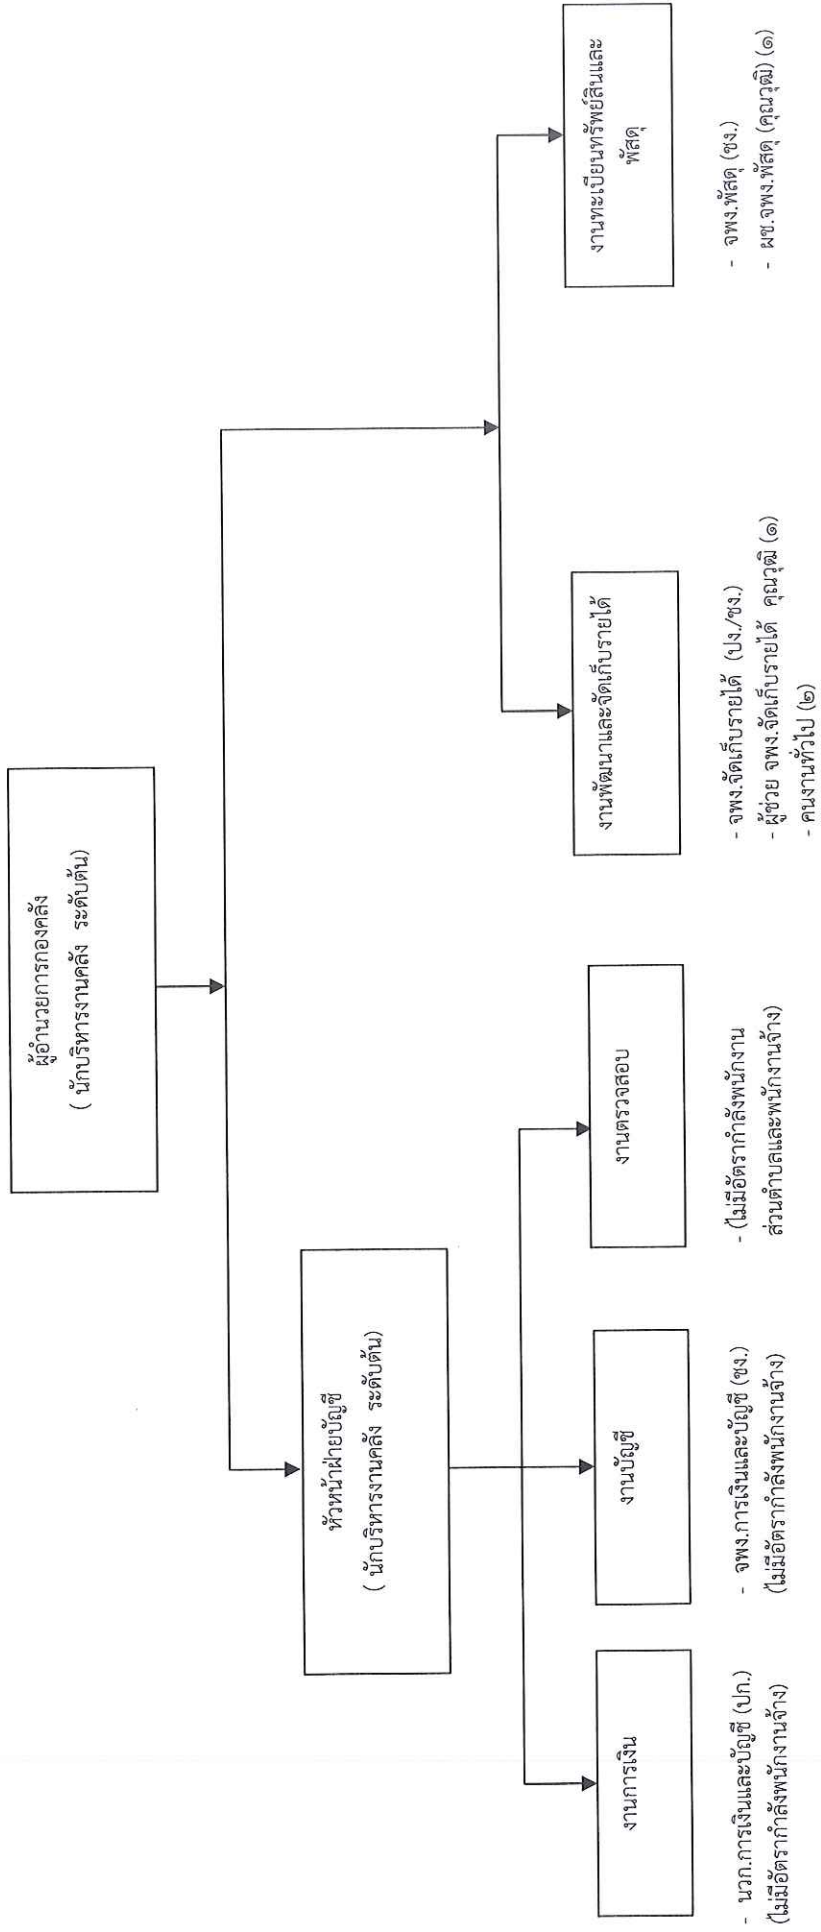 ผู้อำนวยการกองคลัง
( นักบริหารงานคลัง ระดับต้น)
หัวหน้าฝ่ายบัญชี
( นักบริหารงานคลัง ระดับต้น)
งานการเงิน
- นวก.การเงินและบัญชี (ปก.)
(ไม่มีอัตรากำลังพนักงานจ้าง)
งานบัญชี
- จพง.การเงินและบัญชี (ชง.)
(ไม่มีอัตรากำลังพนักงานจ้าง)
งานตรวจสอบ
- (ไม่มีอัตรากำลังพนักงาน
ส่วนตำบลและพนักงานจ้าง)
งานพัฒนาและจัดเก็บรายได้
- จพง.จัดเก็บรายได้ (ปง./ชง.)
- ผู้ช่วย จพง.จัดเก็บรายได้ คุณวุฒิ (๑)
- คนงานทั่วไป (๒)
งานทะเบียนทรัพย์สินและ
พัสดุ
- จพง.พัสดุ (ชง.)
- ผช.จพง.พัสดุ (คุณวุฒิ) (๑)